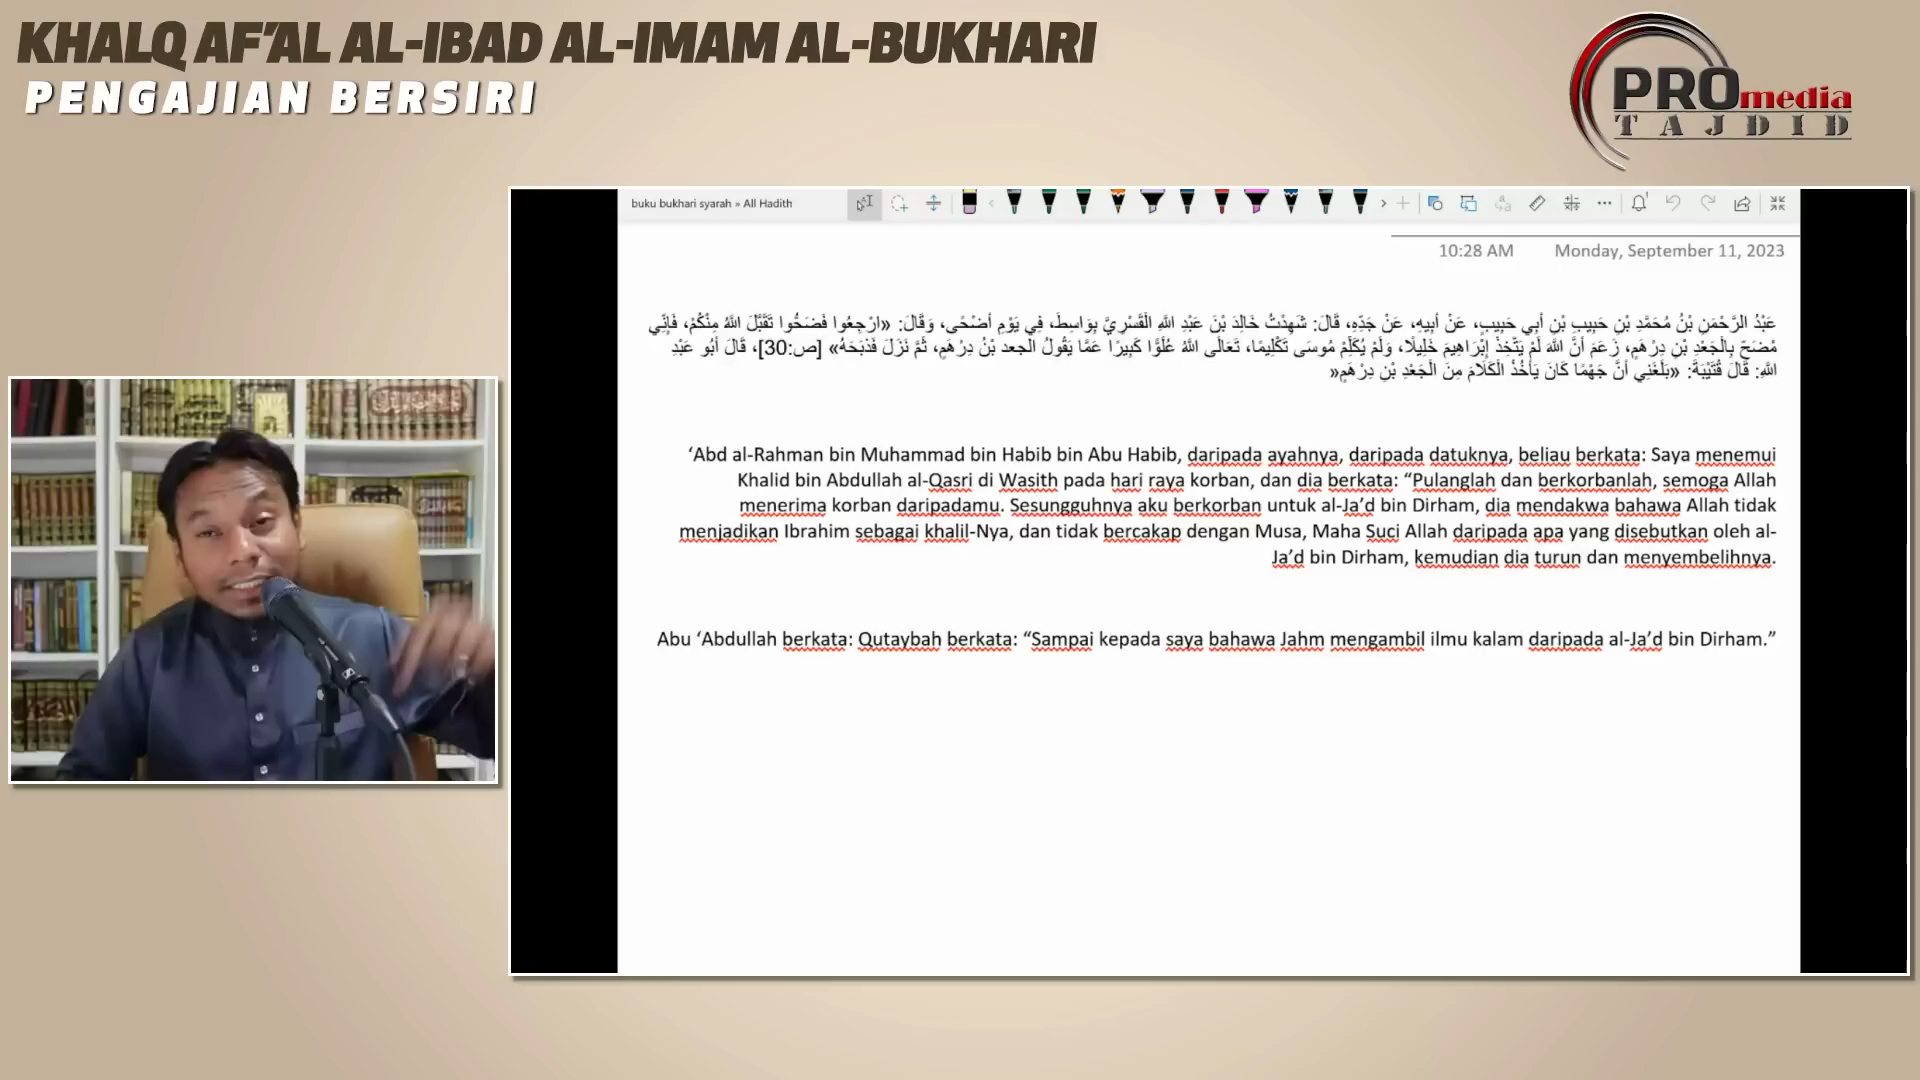 KHALQ AF'AL AL-IBAD AL-IMAM AL-BUKHARI
PENGAJIAN BERSIRI
PROmedia
TAJDID
buku bukhari syarah » All Hadith
10:28 AM Monday, September 11, 2023
عَبْدُ الرَّحْمَنِ بْنُ مُحَمَّدِ بْنِ حَبِيبِ بْنِ أَبِي حَبِيبٍ، عَنْ أَبِيهِ، عَنْ جَدِّهِ، قَالَ: شَهِدْتُ خَالِدَ بْنَ عَبْدِ اللَّهِ الْقَسْرِيَّ بِوَاسِطَ، فِي يَوْمِ أَضْحَى، وَقَالَ: «ارْجِعُوا فَضَحُّوا تَقَبَّلَ اللَّهُ مِنْكُمْ، فَإِنِّي
مُضَحٍّ بِالْجَعْدِ بْنِ دِرْهَمٍ، زَعَمَ أَنَّ اللَّهَ لَمْ يَتَّخِذْ إِبْرَاهِيمَ خَلِيلًا، وَلَمْ يُكَلِّمْ مُوسَى تَكْلِيمًا، تَعَالَى اللَّهُ عُلُوًّا كَبِيرًا عَمَّا يَقُولُ الْجعد بْنُ دِرْهَمٍ، ثُمَّ نَزَلَ فَذَبَحَهُ» [ص:30]، قَالَ أَبُو عَبْدِ
اللَّهِ: قَالَ قُتَيْبَةُ: «بَلَغَنِي أَنَّ جَهْمًا كَانَ يَأْخُذُ الْكَلَامَ مِنَ الْجَعْدِ بْنِ دِرْهَمٍ»
‘Abd al-Rahman bin Muhammad bin Habib bin Abu Habib, daripada ayahnya, daripada datuknya, beliau berkata: Saya menemui
Khalid bin Abdullah al-Qasri di Wasith pada hari raya korban, dan dia berkata: “Pulanglah dan berkorbanlah, semoga Allah
menerima korban daripadamu. Sesungguhnya aku berkorban untuk al-Ja’d bin Dirham, dia mendakwa bahawa Allah tidak
menjadikan Ibrahim sebagai khalil-Nya, dan tidak bercakap dengan Musa, Maha Suci Allah daripada apa yang disebutkan oleh al-
Ja’d bin Dirham, kemudian dia turun dan menyembelihnya.
Abu ‘Abdullah berkata: Qutaybah berkata: “Sampai kepada saya bahawa Jahm mengambil ilmu kalam daripada al-Ja’d bin Dirham.”